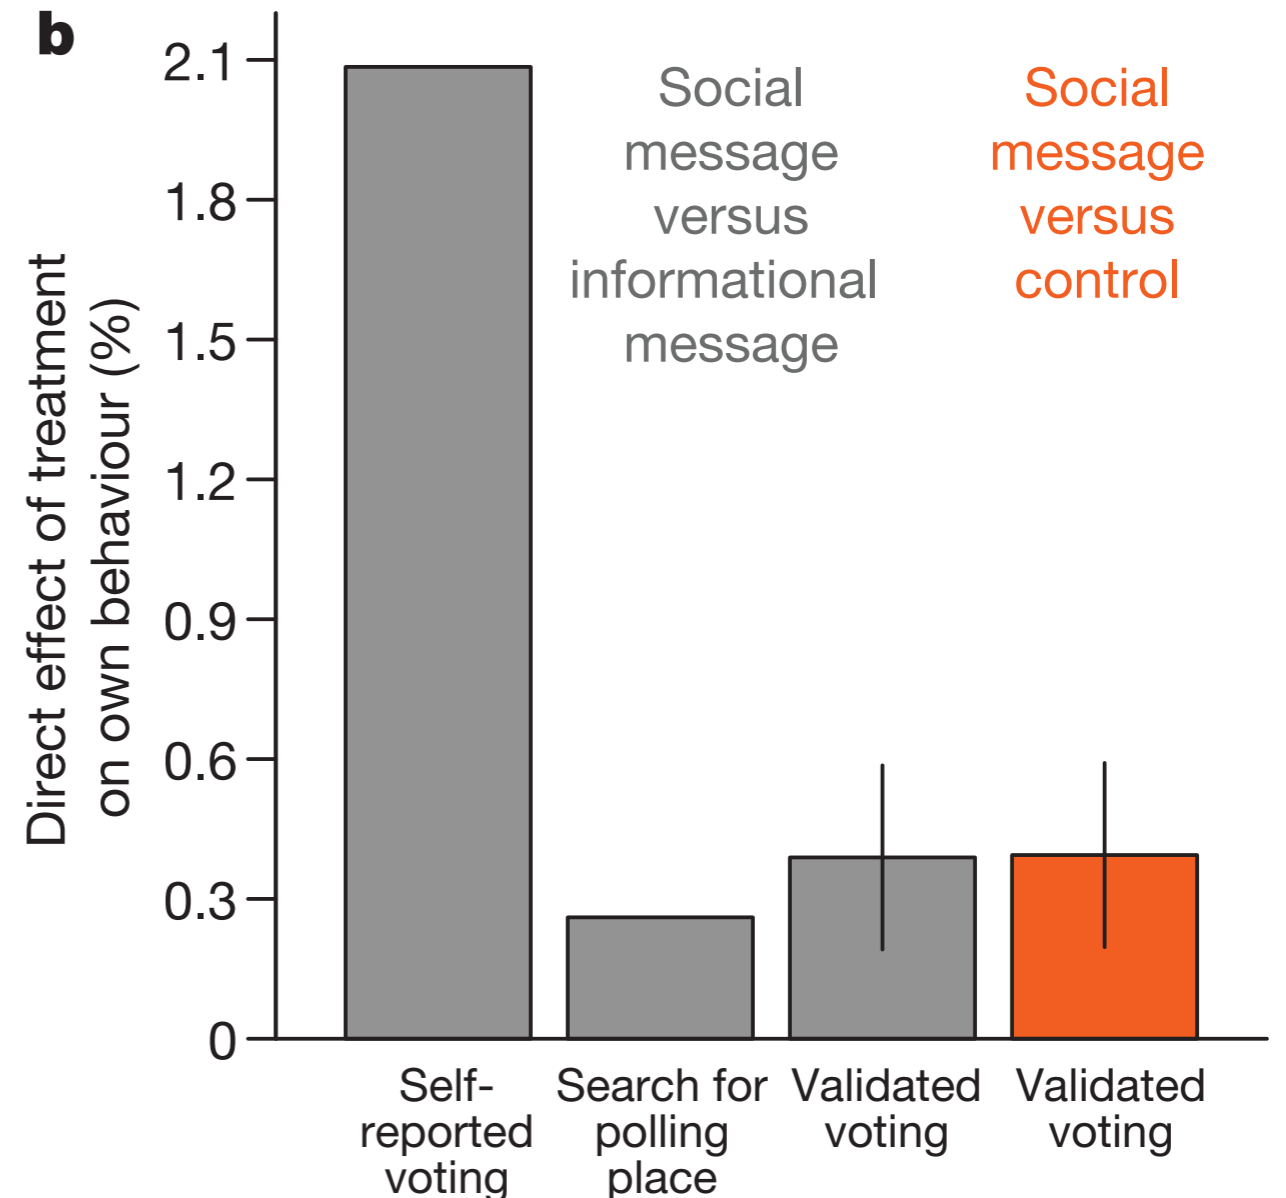 b
Direct effect of treatment
on own behaviour (%)
2.1
1.8
1.5
1.2
0.9
0.6
0.3
0
Social
message
versus
informational
message
Social
message
versus
control
Self-
reported
voting
Search for
polling
place
Validated
voting
Validated
voting